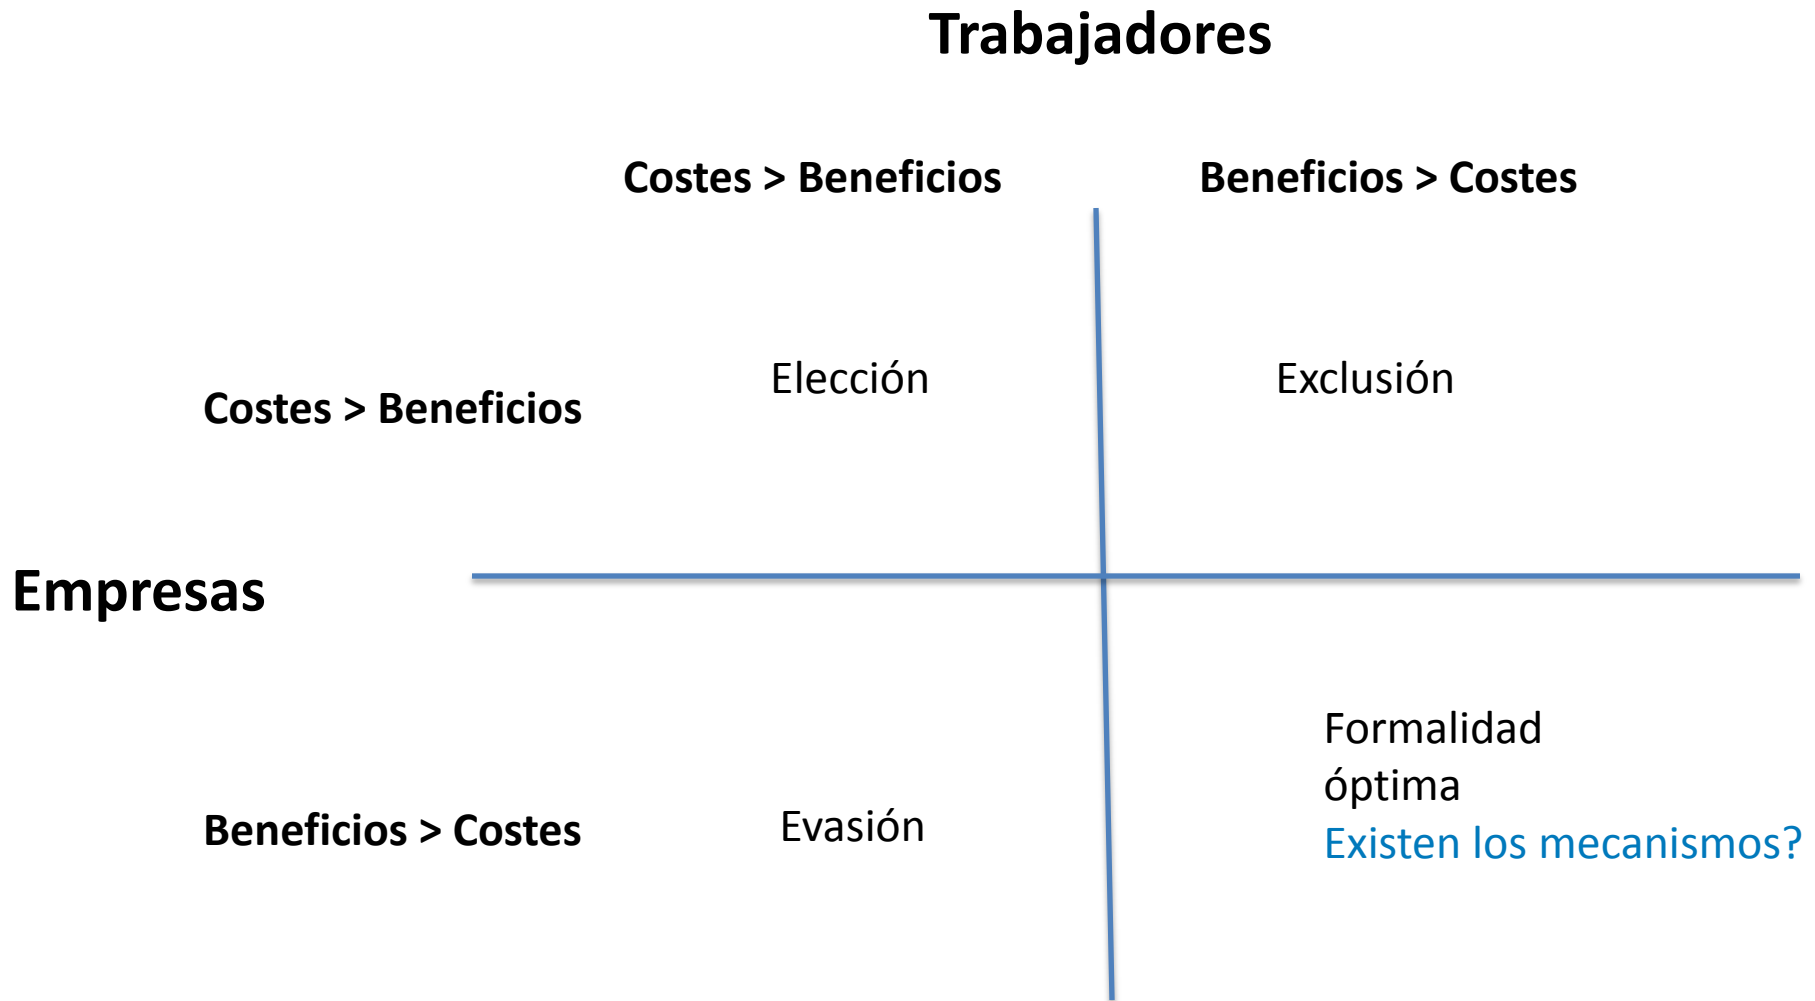 Trabajadores
Costes > Beneficios
Beneficios > Costes
Elección
Exclusión
Costes > Beneficios
Empresas
Formalidad
óptima
Existen los mecanismos?
Beneficios > Costes
Evasión